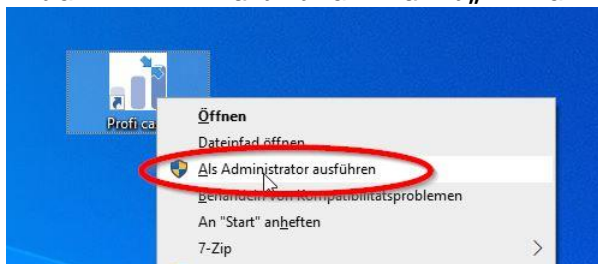 Profi ca
Öffnen
Dateipfad öffnen
Als Administrator ausführen
Behandeln von Kompatibilitätsproblemen
An "Start" anheften
7-Zip